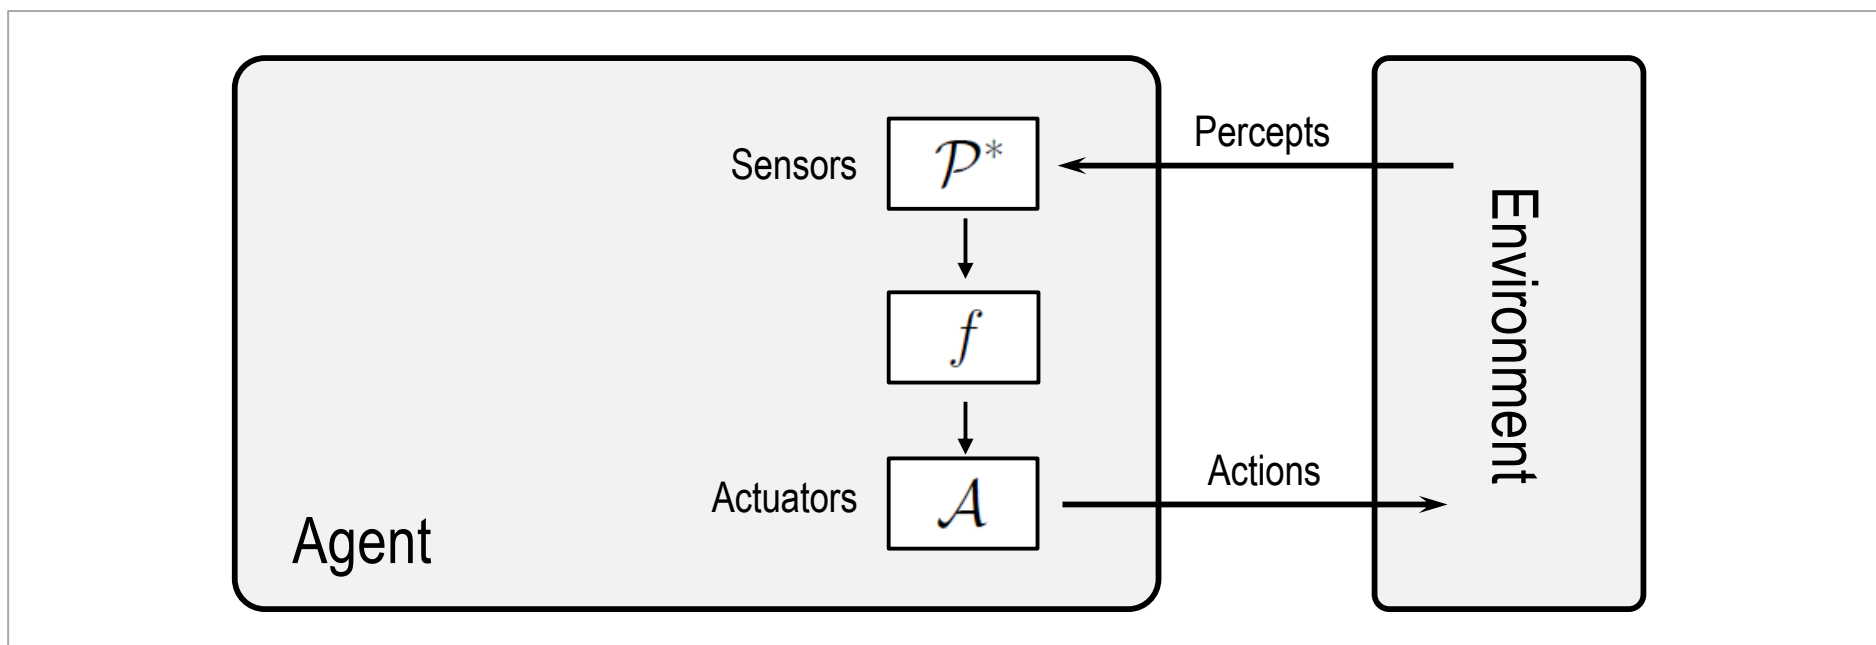 Percepts
Sensors
𝒫*
Environment
f
Actions
Actuators
𝒜
Agent